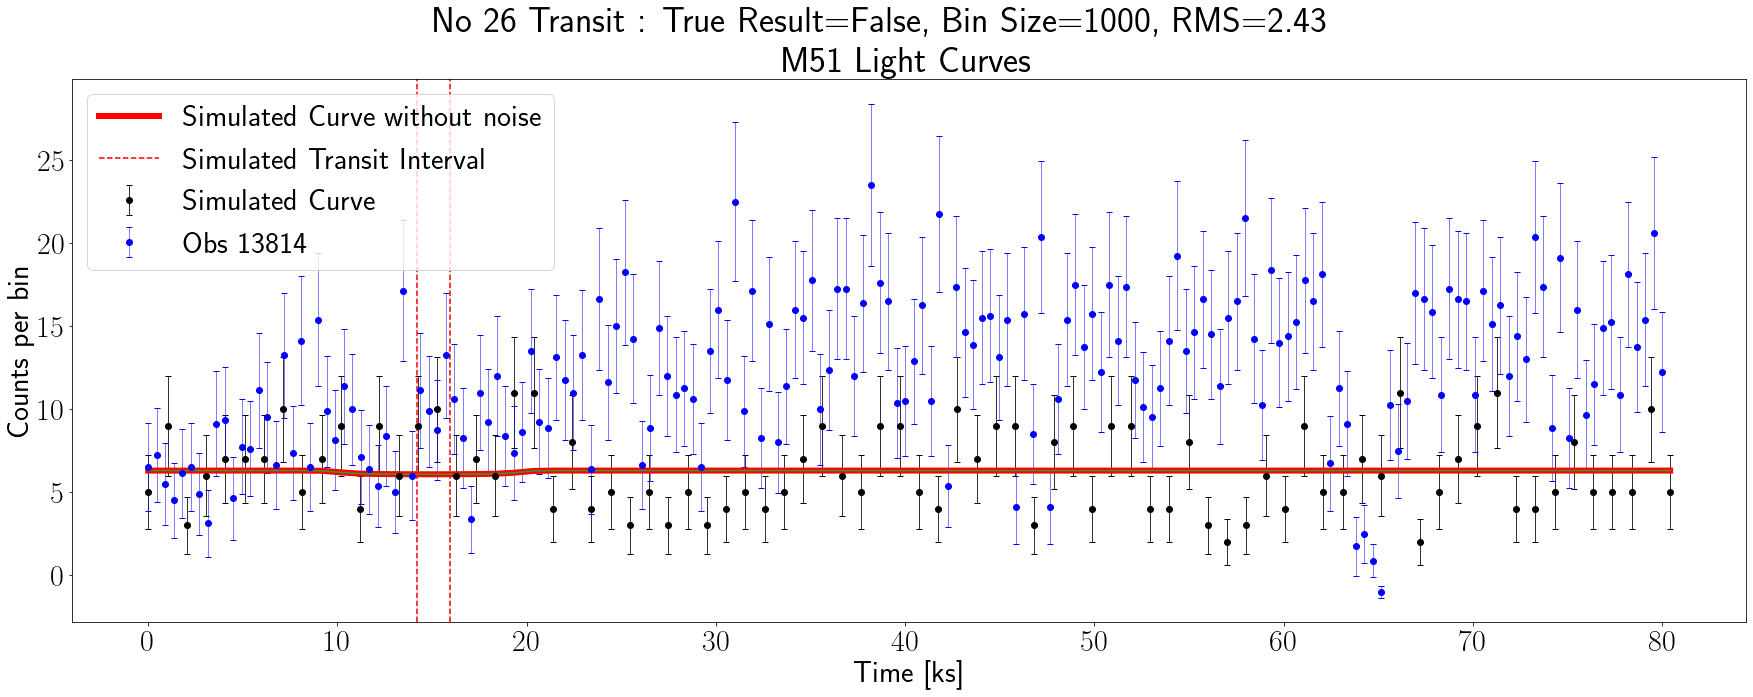 No 26 Transit : True Result=False, Bin Size=1000, RMS=2.43
M51 Light Curves
Simulated Curve without noise
Simulated Transit Interval
Simulated Curve
Obs 13814
Counts per bin
25
20
15
10
5
0
0 10 20 30 40 50 60 70 80
Time [ks]